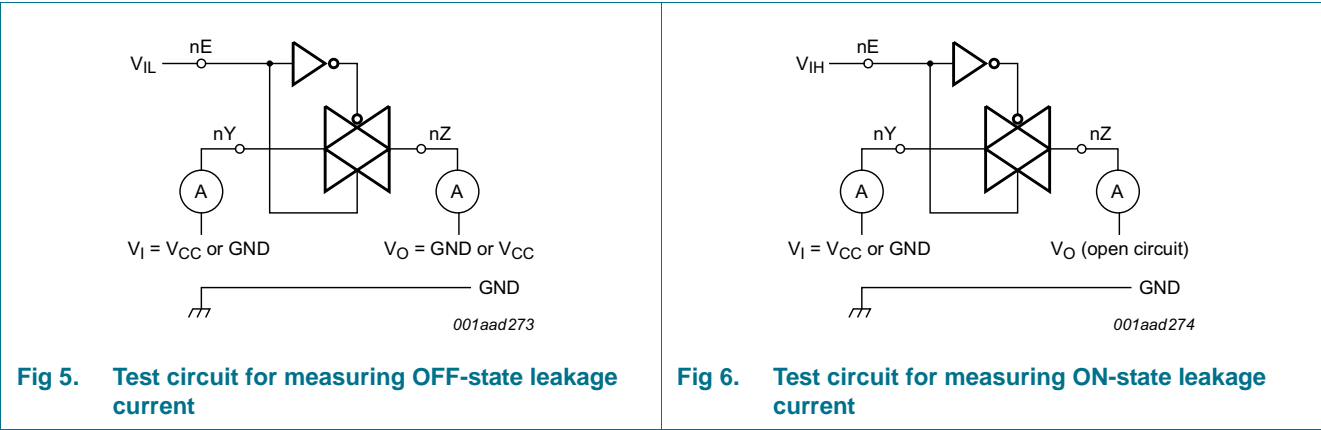 nE
V_IL
nY
nZ
A
A
V_I = V_CC or GND
V_O = GND or V_CC
GND
001aad273
Fig 5. Test circuit for measuring OFF-state leakage
current
nE
V_IH
nY
nZ
A
A
V_I = V_CC or GND
V_O (open circuit)
GND
001aad274
Fig 6. Test circuit for measuring ON-state leakage
current